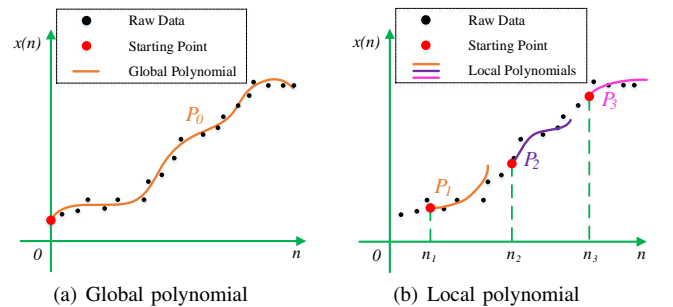 x(n)
Raw Data
Starting Point
Global Polynomial
P0
0
n
(a) Global polynomial
x(n)
Raw Data
Starting Point
Local Polynomials
P1
P2
P3
0
n1
n2
n3
n
(b) Local polynomial